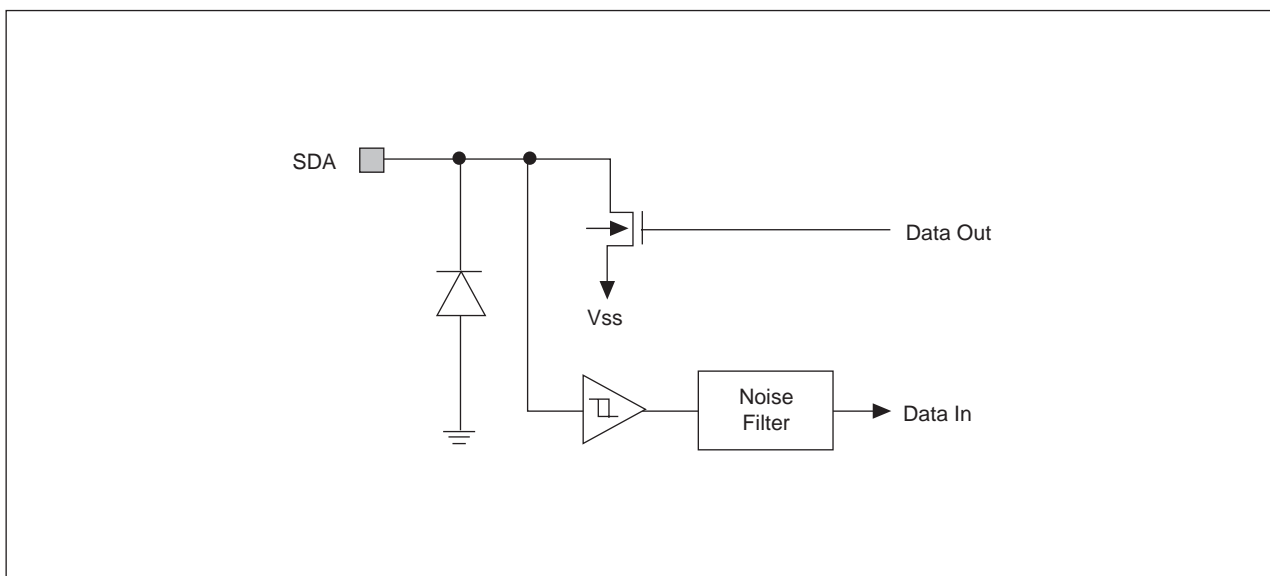 SDA
Data Out
Vss
Noise
Filter
Data In